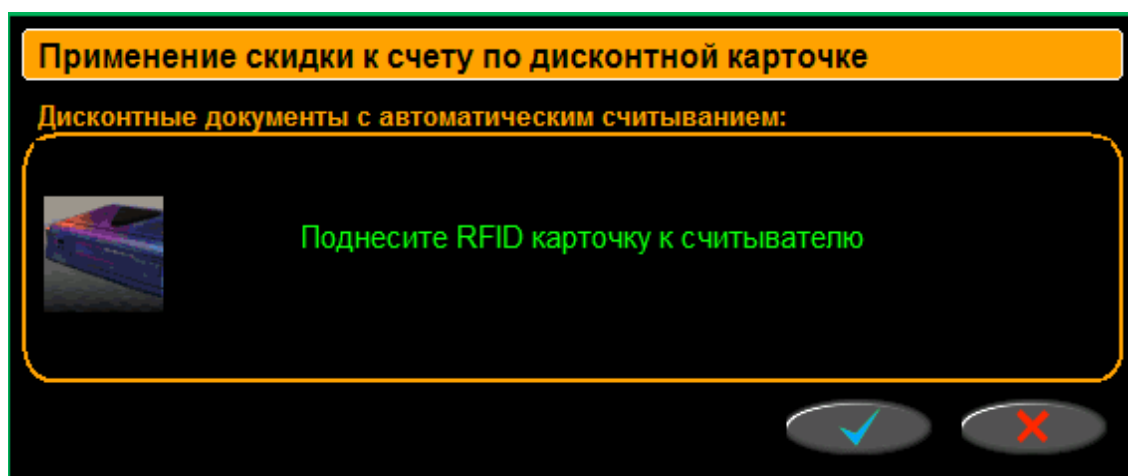 Применение скидки к счету по дисконтной карточке
Дисконтные документы с автоматическим считыванием:
Поднесите RFID карточку к считывателю